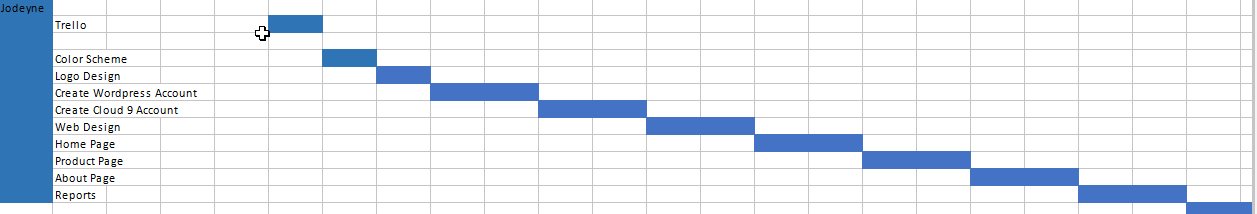 Jodeyne
Trello
Color Scheme
Logo Design
Create Wordpress Account
Create Cloud 9 Account
Web Design
Home Page
Product Page
About Page
Reports